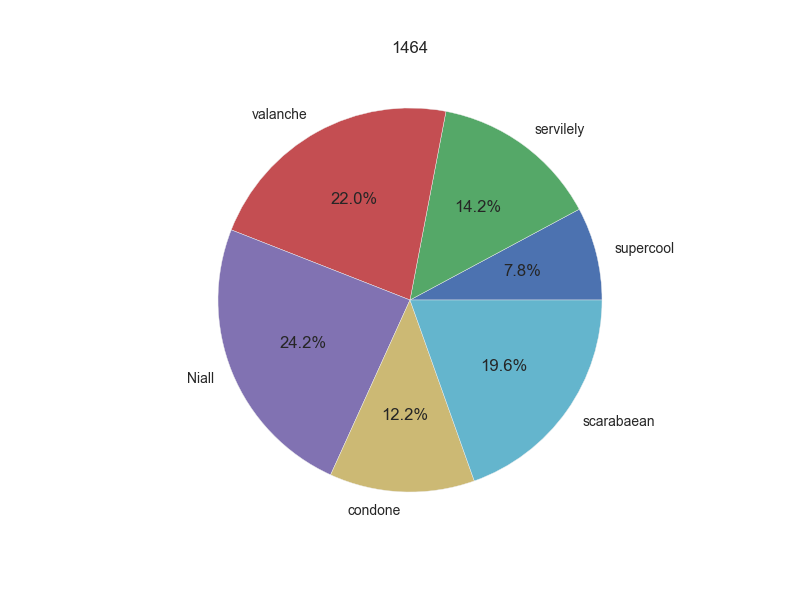 1464
valanche
servilely
22.0%
14.2%
supercool
7.8%
24.2%
19.6%
Niall
12.2%
scarabaean
condone